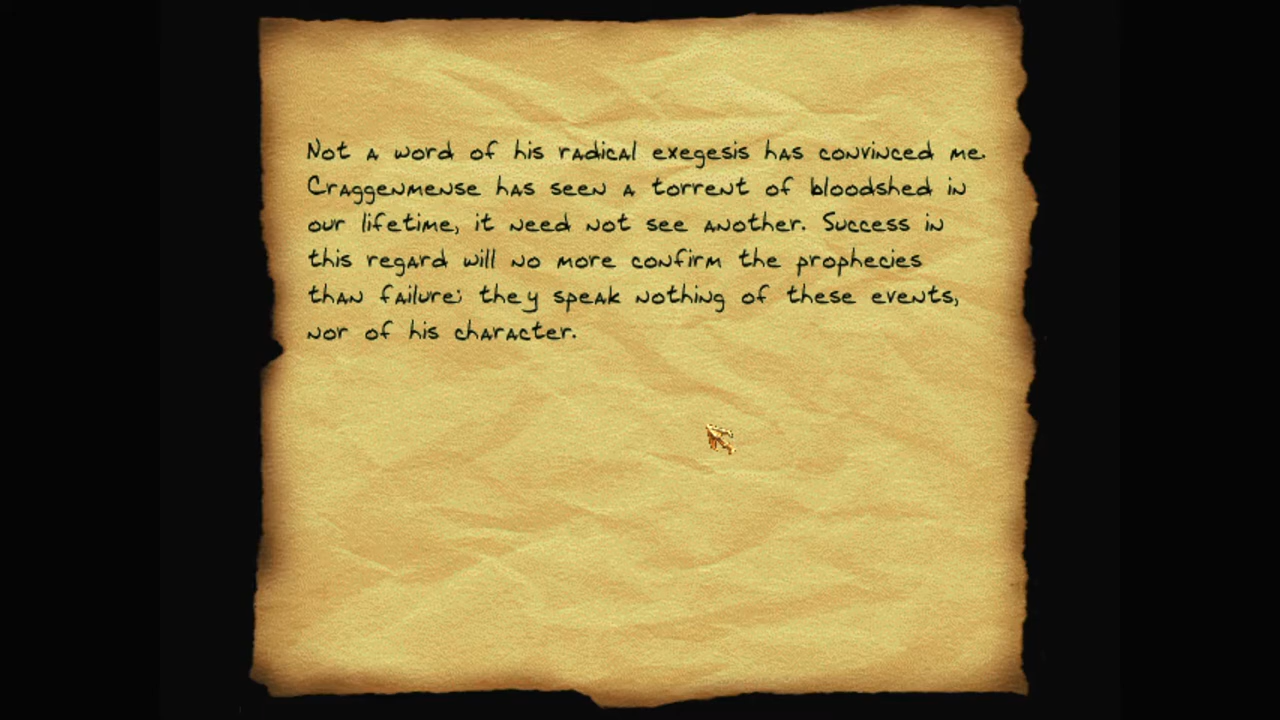 Not a word of his radical exegesis has convinced me.
Craggenmense has seen a torrent of bloodshed in
our lifetime, it need not see another. Success in
this regard will no more confirm the prophecies
than failure; they speak nothing of these events,
nor of his character.